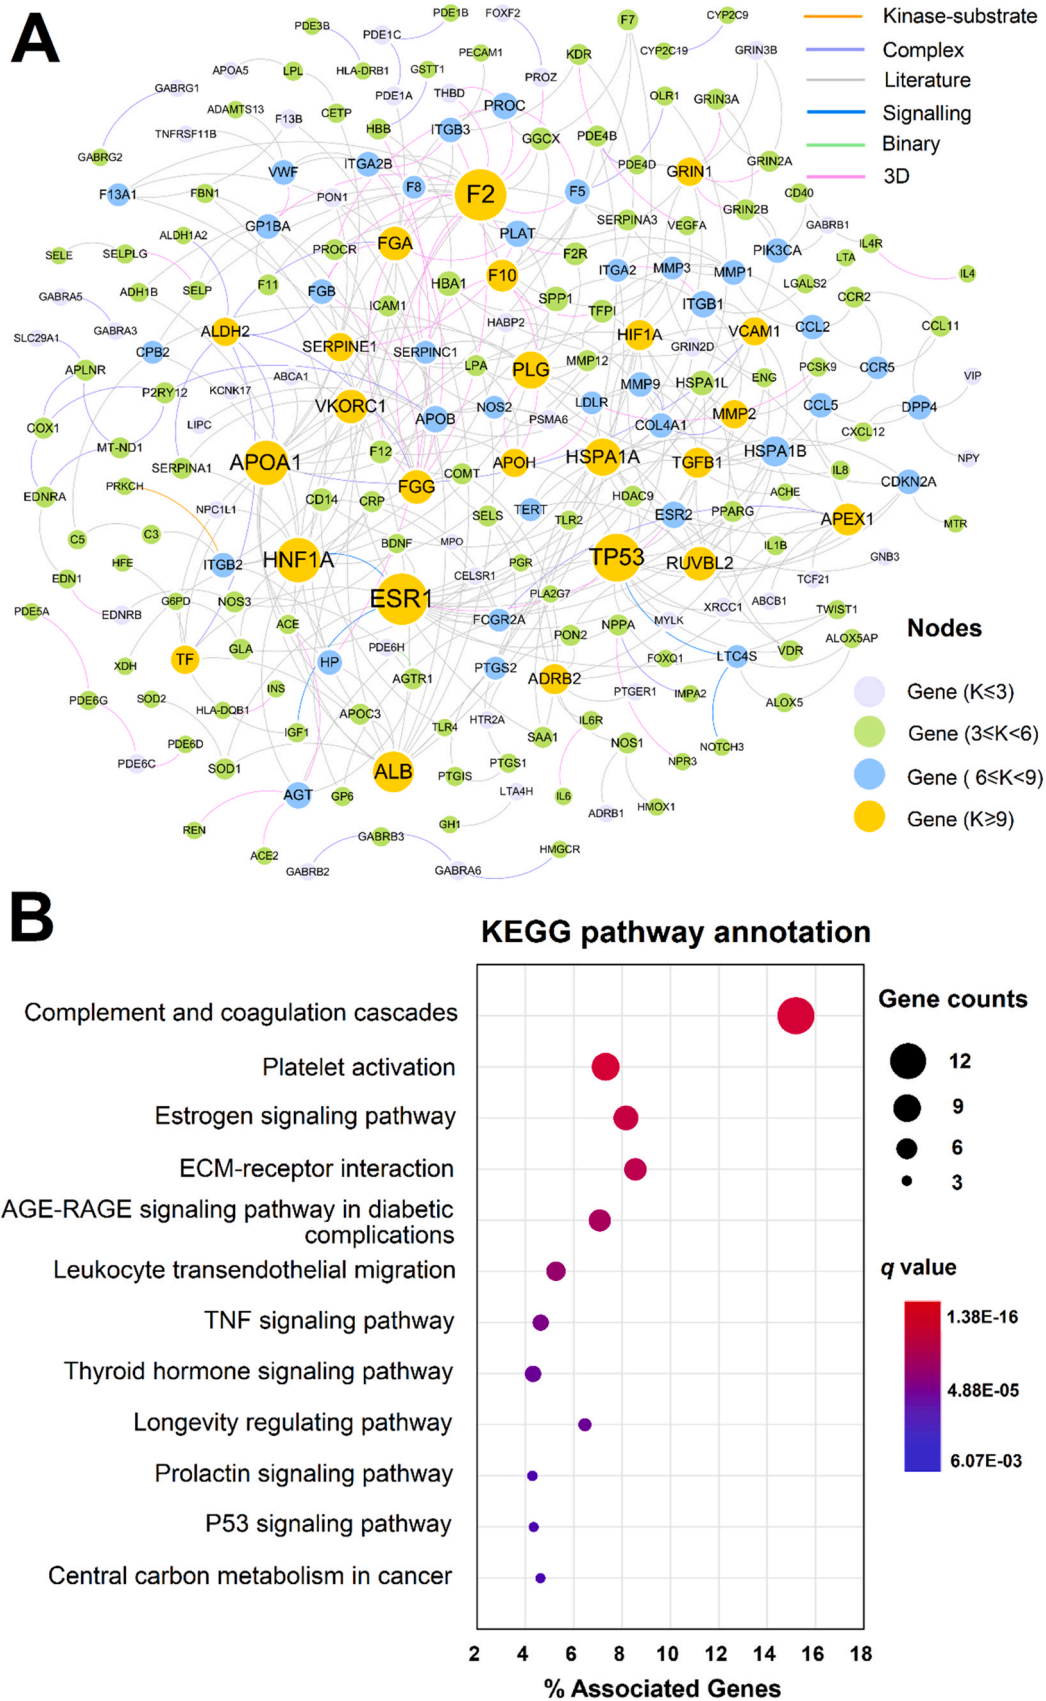 A
PDE1B
FOXF2
F7
CYP2C9
Kinase-substrate
PDE3B
PDE1C
PECAM1
KDR
CYP2C19
GRIN3B
Complex
APOA5
LPL
HLA-DRB1
GSTT1
PROZ
Literature
GABRG1
PDE1A
THBD
OLR1
GRIN3A
ADAMTS13
F13B
CETP
PROC
Signalling
TNFRSF11B
HBB
ITGB3
GGCX
PDE4B
Binary
GABRG2
VWF
ITGA2B
PDE4D
GRIN1
GRIN2A
3D
F13A1
FBN1
PON1
F8
F2
F5
CD40
ALDH1A2
GP1BA
SERPINA3
VEGFA
GRIN2B
GABRB1
SELE
SELPLG
PROCR
FGA
PLAT
F2R
PIK3CA
LTA
IL4R
ADH1B
SELP
F11
FGB
HBA1
F10
ITGA2
MMP3
MMP1
LGALS2
IL4
GABRA5
ICAM1
SPP1
TFPI
ITGB1
CCR2
SLC29A1
GABRA3
ALDH2
HABP2
HIF1A
VCAM1
CCL2
CCL11
CPB2
SERPINE1
SERPINC1
GRIN2D
APLNR
LPA
PLG
MMP12
PCSK9
CCR5
VIP
P2RY12
KCNK17
ABCA1
MMP9
HSPA1L
ENG
COX1
LIPC
VKORC1
APOB
NOS2
LDLR
PSMA6
COL4A1
MMP2
CCL5
DPP4
MT-ND1
CXCL12
SERPINA1
APOA1
F12
APOH
HSPA1A
TGFB1
HSPA1B
IL8
NPY
EDNRA
PRKCH
FGG
COMT
CDKN2A
NPC1L1
CD14
CRP
SELS
TERT
HDAC9
ACHE
C5
C3
TLR2
ESR2
PPARG
APEX1
MTR
BDNF
MPO
IL1B
HFE
ITGB2
HNF1A
PGR
TP53
RUVBL2
GNB3
EDN1
CELSR1
TCF21
PDE5A
EDNRB
G6PD
NOS3
ESR1
PLA2G7
XRCC1
ABCB1
TWIST1
ACE
FCGR2A
PON2
NPPA
MYLK
ALOX5AP
Nodes
XDH
TF
GLA
HP
PDE6H
PTGS2
ADRB2
FOXO1
LTC4S
VDR
AGTR1
PTGER1
IMPA2
Gene (K≤3)
PDE6G
SOD2
HLA-DQB1
INS
APOC3
HTR2A
IL6R
ALOX5
Gene (3≤K<6)
PDE6D
IGF1
TLR4
SAA1
NOS1
NOTCH3
PDE6C
SOD1
ALB
PTGIS
PTGS1
NPR3
Gene ( 6≤K<9)
AGT
GP6
LTA4H
IL6
ADRB1
HMOX1
Gene (K≥9)
REN
GABRB3
GH1
ACE2
GABRB2
GABRA6
HMGCR
B
KEGG pathway annotation
Complement and coagulation cascades
Platelet activation
Estrogen signaling pathway
ECM-receptor interaction
AGE-RAGE signaling pathway in diabetic
complications
Leukocyte transendothelial migration
TNF signaling pathway
Thyroid hormone signaling pathway
Longevity regulating pathway
Prolactin signaling pathway
P53 signaling pathway
Central carbon metabolism in cancer
2 4 6 8 10 12 14 16 18
% Associated Genes
Gene counts
12
9
6
3
q value
1.38E-16
4.88E-05
6.07E-03